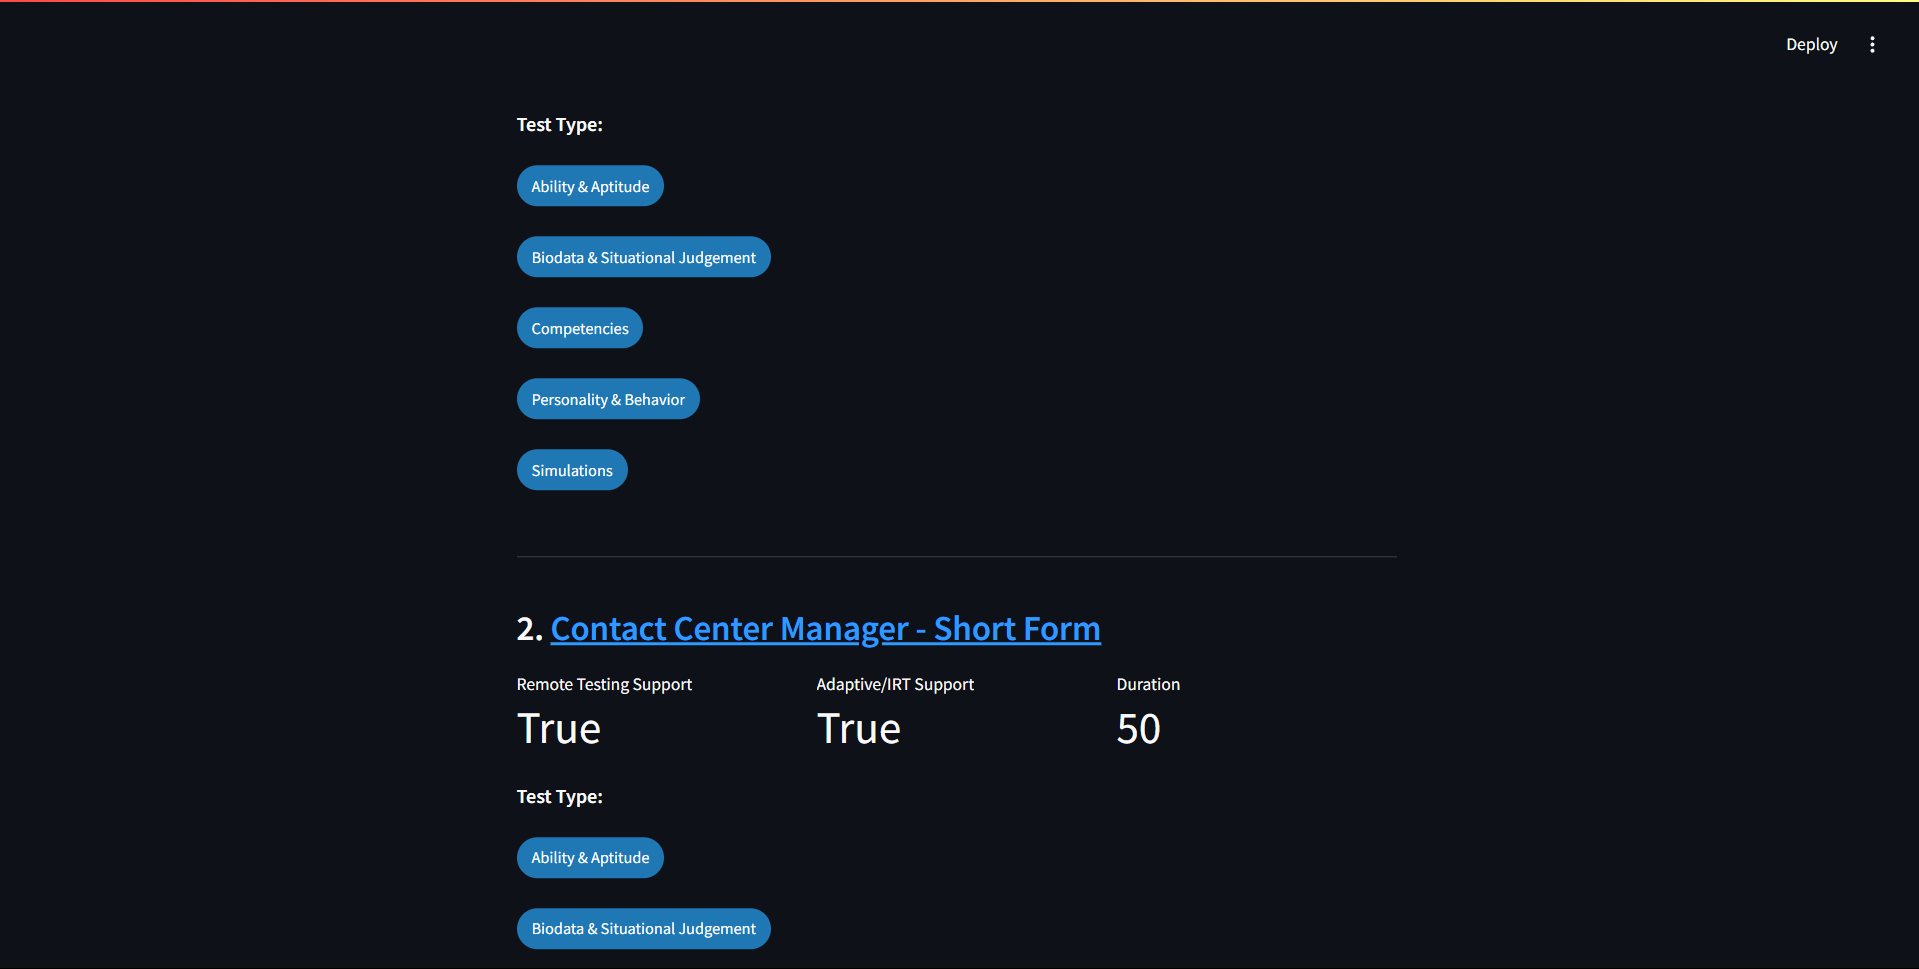 Deploy
Test Type:
Ability & Aptitude
Biodata & Situational Judgement
Competencies
Personality & Behavior
Simulations
2. Contact Center Manager - Short Form
Remote Testing Support Adaptive/IRT Support Duration
True True 50
Test Type:
Ability & Aptitude
Biodata & Situational Judgement